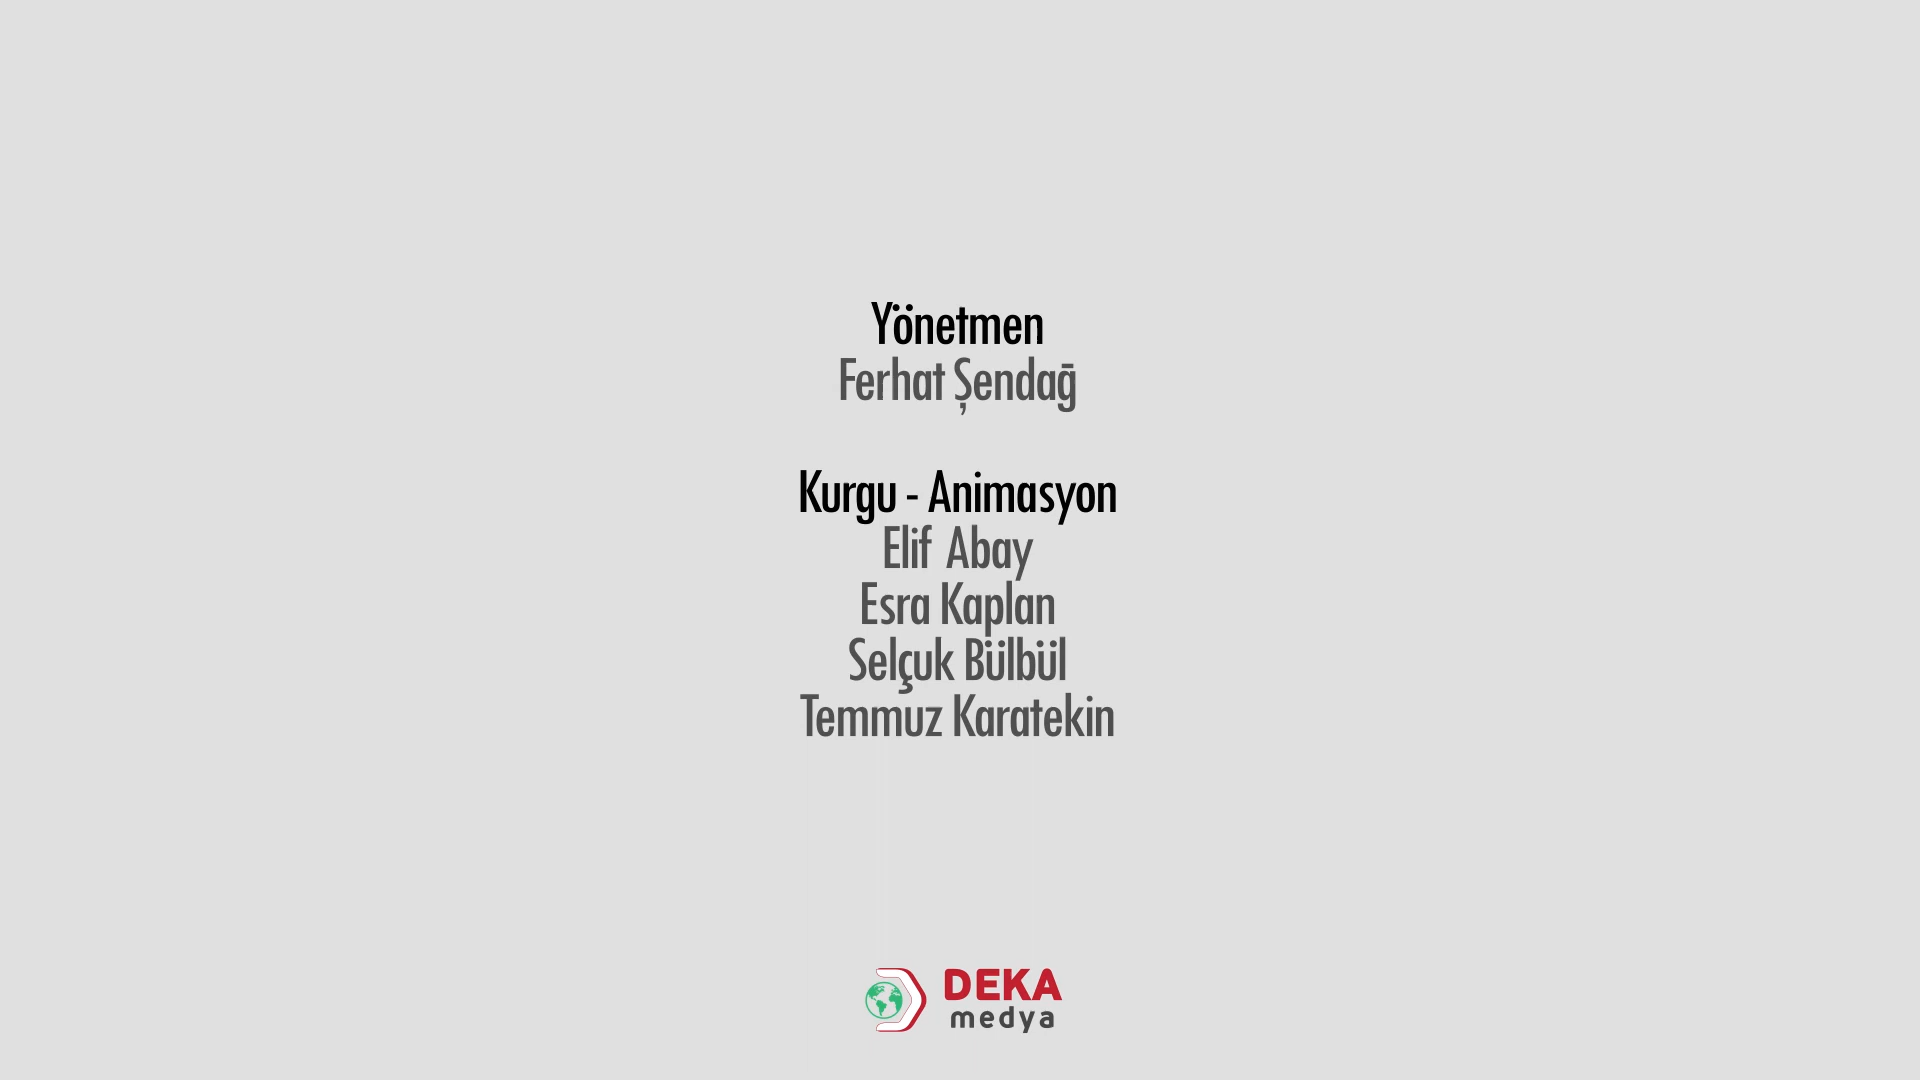 Yönetmen
Ferhat Şendağ
Kurgu - Animasyon
Elif Abay
Esra Kaplan
Selçuk Bülbül
Temmuz Karatekin
DEKA
medya